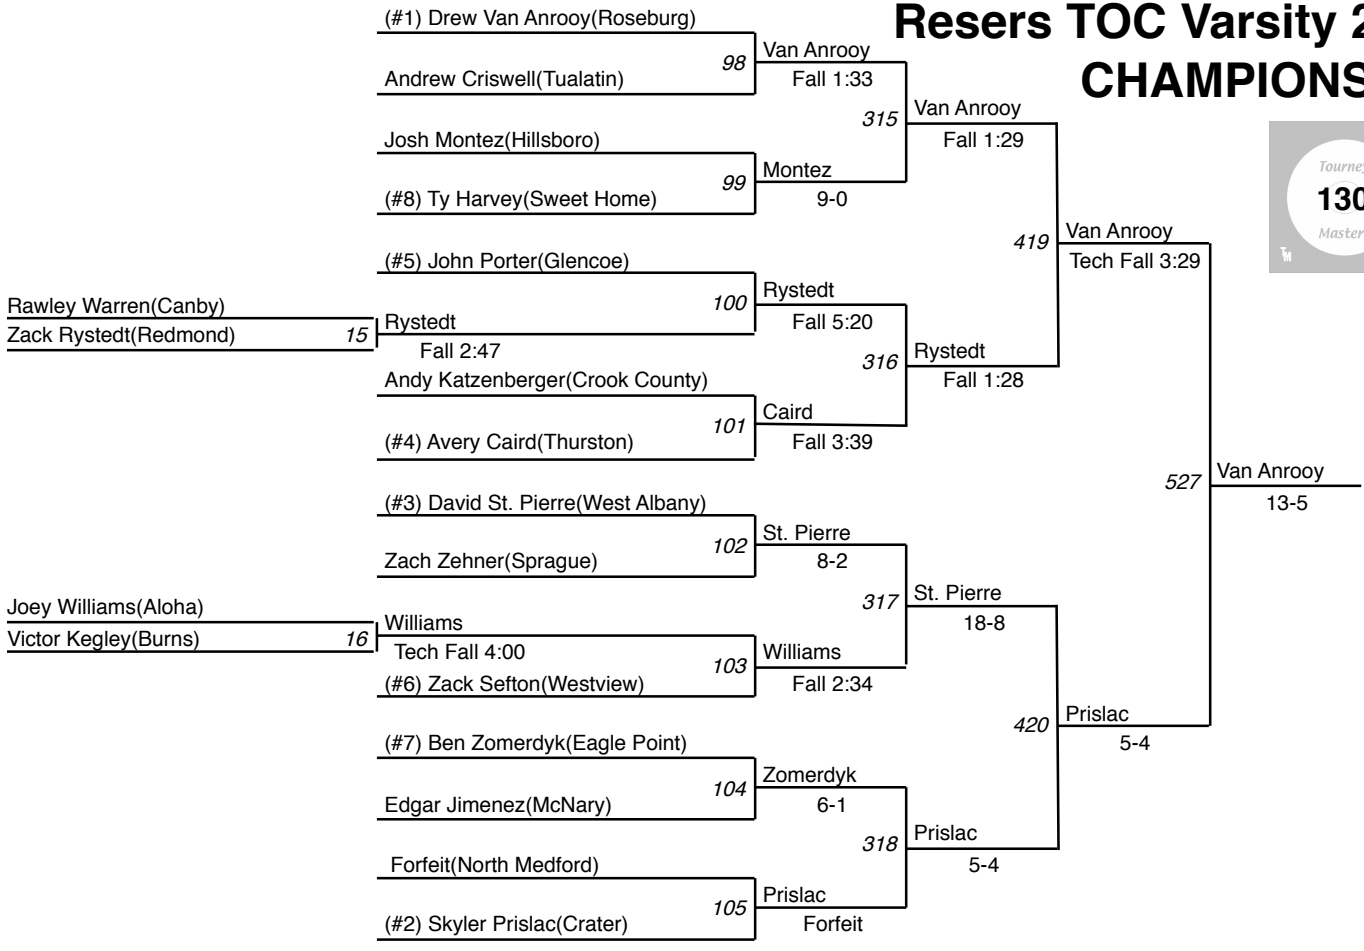 Resers TOC Varsity
CHAMPIONS
Tourney
130
Master
TM
(#1) Drew Van Anrooy(Roseburg)
98
Van Anrooy
Andrew Criswell(Tualatin)
Fall 1:33
315
Van Anrooy
Fall 1:29
Josh Montez(Hillsboro)
99
Montez
9-0
(#8) Ty Harvey(Sweet Home)
419
Van Anrooy
Tech Fall 3:29
(#5) John Porter(Glencoe)
100
Rystedt
Fall 5:20
Rawley Warren(Canby)
Zack Rystedt(Redmond)
15
Rystedt
Fall 2:47
316
Rystedt
Fall 1:28
Andy Katzenberger(Crook County)
101
Caird
Fall 3:39
(#4) Avery Caird(Thurston)
527
Van Anrooy
13-5
(#3) David St. Pierre(West Albany)
102
St. Pierre
8-2
Zach Zehner(Sprague)
317
St. Pierre
18-8
Joey Williams(Aloha)
Victor Kegley(Burns)
16
Williams
Tech Fall 4:00
103
Williams
Fall 2:34
(#6) Zack Sefton(Westview)
420
Prislac
5-4
(#7) Ben Zomerdyk(Eagle Point)
104
Zomerdyk
6-1
Edgar Jimenez(McNary)
318
Prislac
5-4
Forfeit(North Medford)
105
Prislac
Forfeit
(#2) Skyler Prislac(Crater)